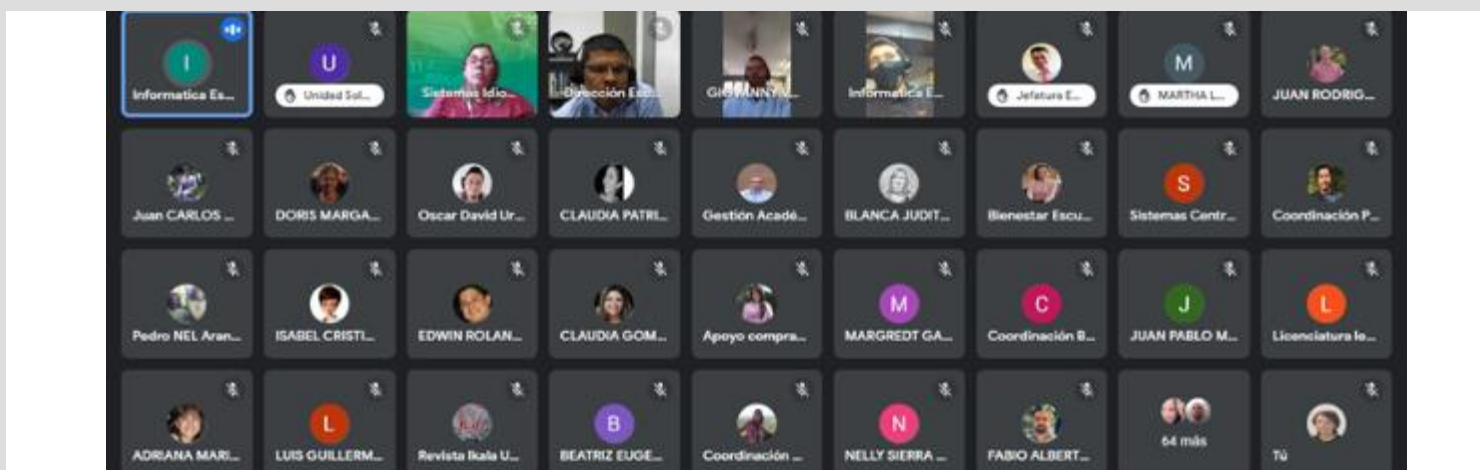 I
Informatica Es...
U
Unidad Sol...
Sistemas Idio...
Dirección Esc...
GIOVANNY V...
Informatica E...
Jefatura E...
M
MARTHA L...
JUAN RODRIG...
Juan CARLOS ...
DORIS MARGA...
Oscar David Ur...
CLAUDIA PATRI...
Gestión Acadé...
BLANCA JUDIT...
Bienestar Escu...
S
Sistemas Centr...
Coordinación P...
Pedro NEL Aran...
ISABEL CRISTI...
EDWIN ROLAN...
CLAUDIA GOM...
Apoyo compra...
M
MARGREDT GA...
C
Coordinación B...
J
JUAN PABLO M...
L
Licenciatura le...
ADRIANA MARI...
L
LUIS GUILLERM...
Revista Ikala U...
B
BEATRIZ EUGE...
Coordinación ...
N
NELLY SIERRA ...
FABIO ALBERT...
64 más
Tú